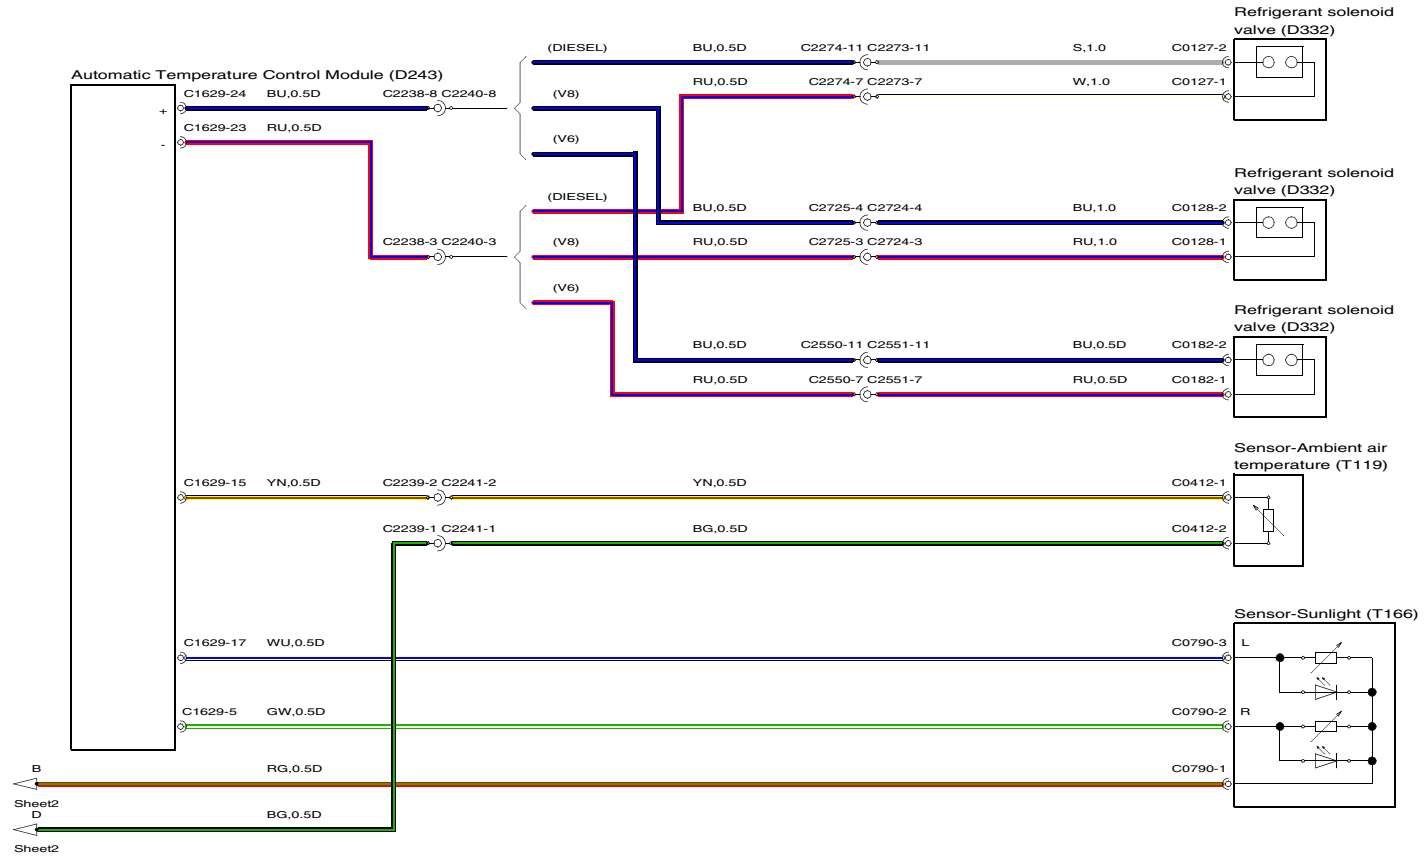 Refrigerant solenoid
valve (D332)
(DIESEL) BU,0.5D C2274-11 C2273-11 S,1.0 C0127-2
Automatic Temperature Control Module (D243)
RU,0.5D C2274-7 C2273-7 W,1.0 C0127-1
C1629-24 BU,0.5D C2238-8 C2240-8 (V8)
+
C1629-23 RU,0.5D
(V6)
-
Refrigerant solenoid
valve (D332)
(DIESEL)
BU,0.5D C2725-4 C2724-4 BU,1.0 C0128-2
C2238-3 C2240-3 (V8) RU,0.5D C2725-3 C2724-3 RU,1.0 C0128-1
(V6)
Refrigerant solenoid
valve (D332)
BU,0.5D C2550-11 C2551-11 BU,0.5D C0182-2
RU,0.5D C2550-7 C2551-7 RU,0.5D C0182-1
Sensor-Ambient air
temperature (T119)
C1629-15 YN,0.5D C2239-2 C2241-2 YN,0.5D C0412-1
C2239-1 C2241-1 BG,0.5D C0412-2
Sensor-Sunlight (T166)
C1629-17 WU,0.5D C0790-3 L
C1629-5 GW,0.5D C0790-2 R
B RG,0.5D C0790-1
Sheet2
D BG,0.5D
Sheet2